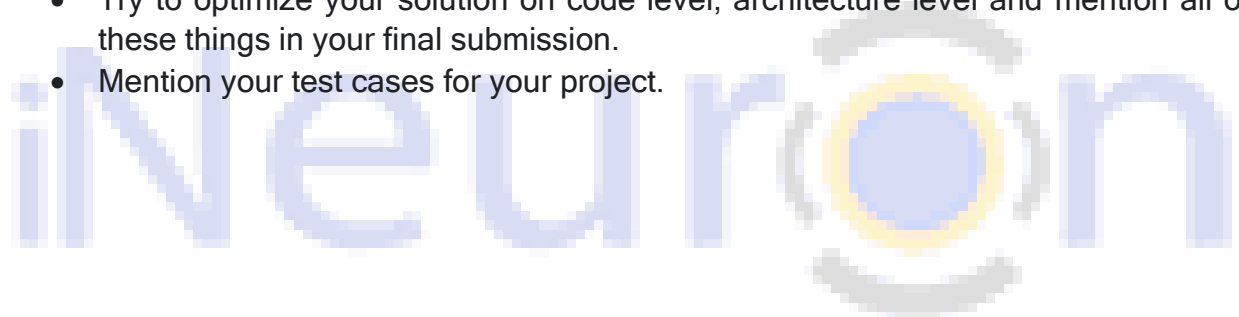 • Try to optimize your solution on code level, architecture level and mention all o
these things in your final submission.
• Mention your test cases for your project.
iNeuron